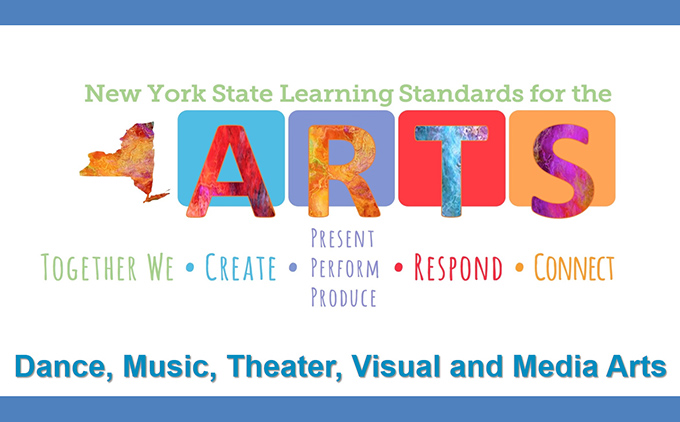 New York State Learning Standards for the
ARTS
Present
Together We • Create • Perform • Respond • Connect
Produce
Dance, Music, Theater, Visual and Media Arts